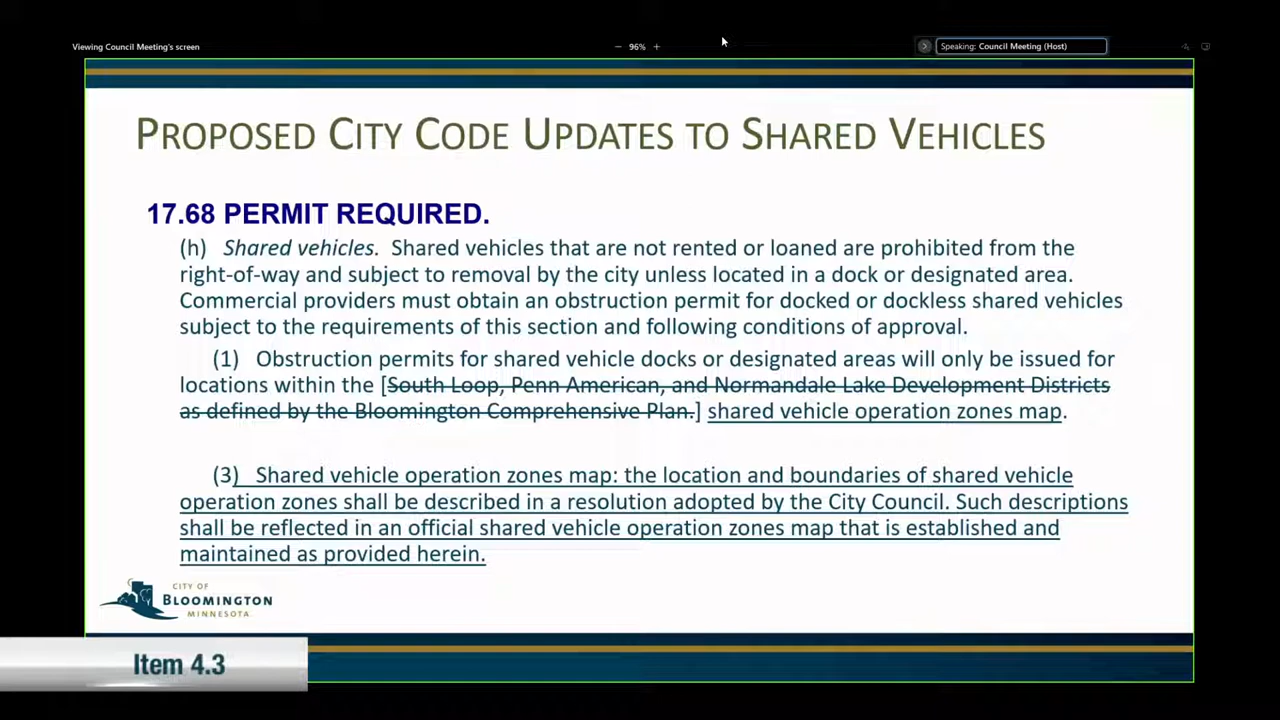 Viewing Council Meeting's screen
− 96% +
Speaking: Council Meeting (Host)
PROPOSED CITY CODE UPDATES TO SHARED VEHICLES
17.68 PERMIT REQUIRED.
(h) Shared vehicles. Shared vehicles that are not rented or loaned are prohibited from the
right-of-way and subject to removal by the city unless located in a dock or designated area.
Commercial providers must obtain an obstruction permit for docked or dockless shared vehicles
subject to the requirements of this section and following conditions of approval.
(1) Obstruction permits for shared vehicle docks or designated areas will only be issued for
locations within the [South Loop, Penn American, and Normandale Lake Development Districts
as defined by the Bloomington Comprehensive Plan.] shared vehicle operation zones map.
(3) Shared vehicle operation zones map: the location and boundaries of shared vehicle
operation zones shall be described in a resolution adopted by the City Council. Such descriptions
shall be reflected in an official shared vehicle operation zones map that is established and
maintained as provided herein.
CITY OF
BLOOMINGTON
MINNESOTA
Item 4.3